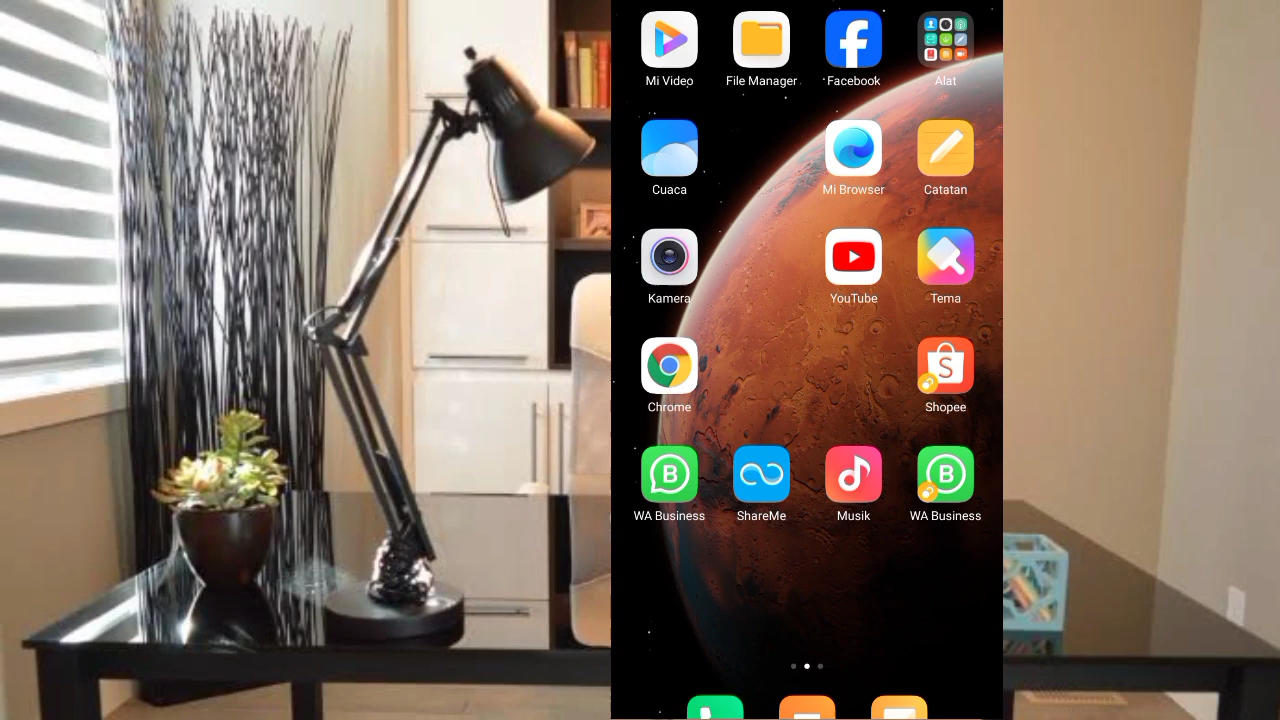 Mi Video File Manager Facebook Alat
Cuaca Mi Browser Catatan
Kamera YouTube Tema
Chrome Shopee
WA Business ShareMe Musik WA Business